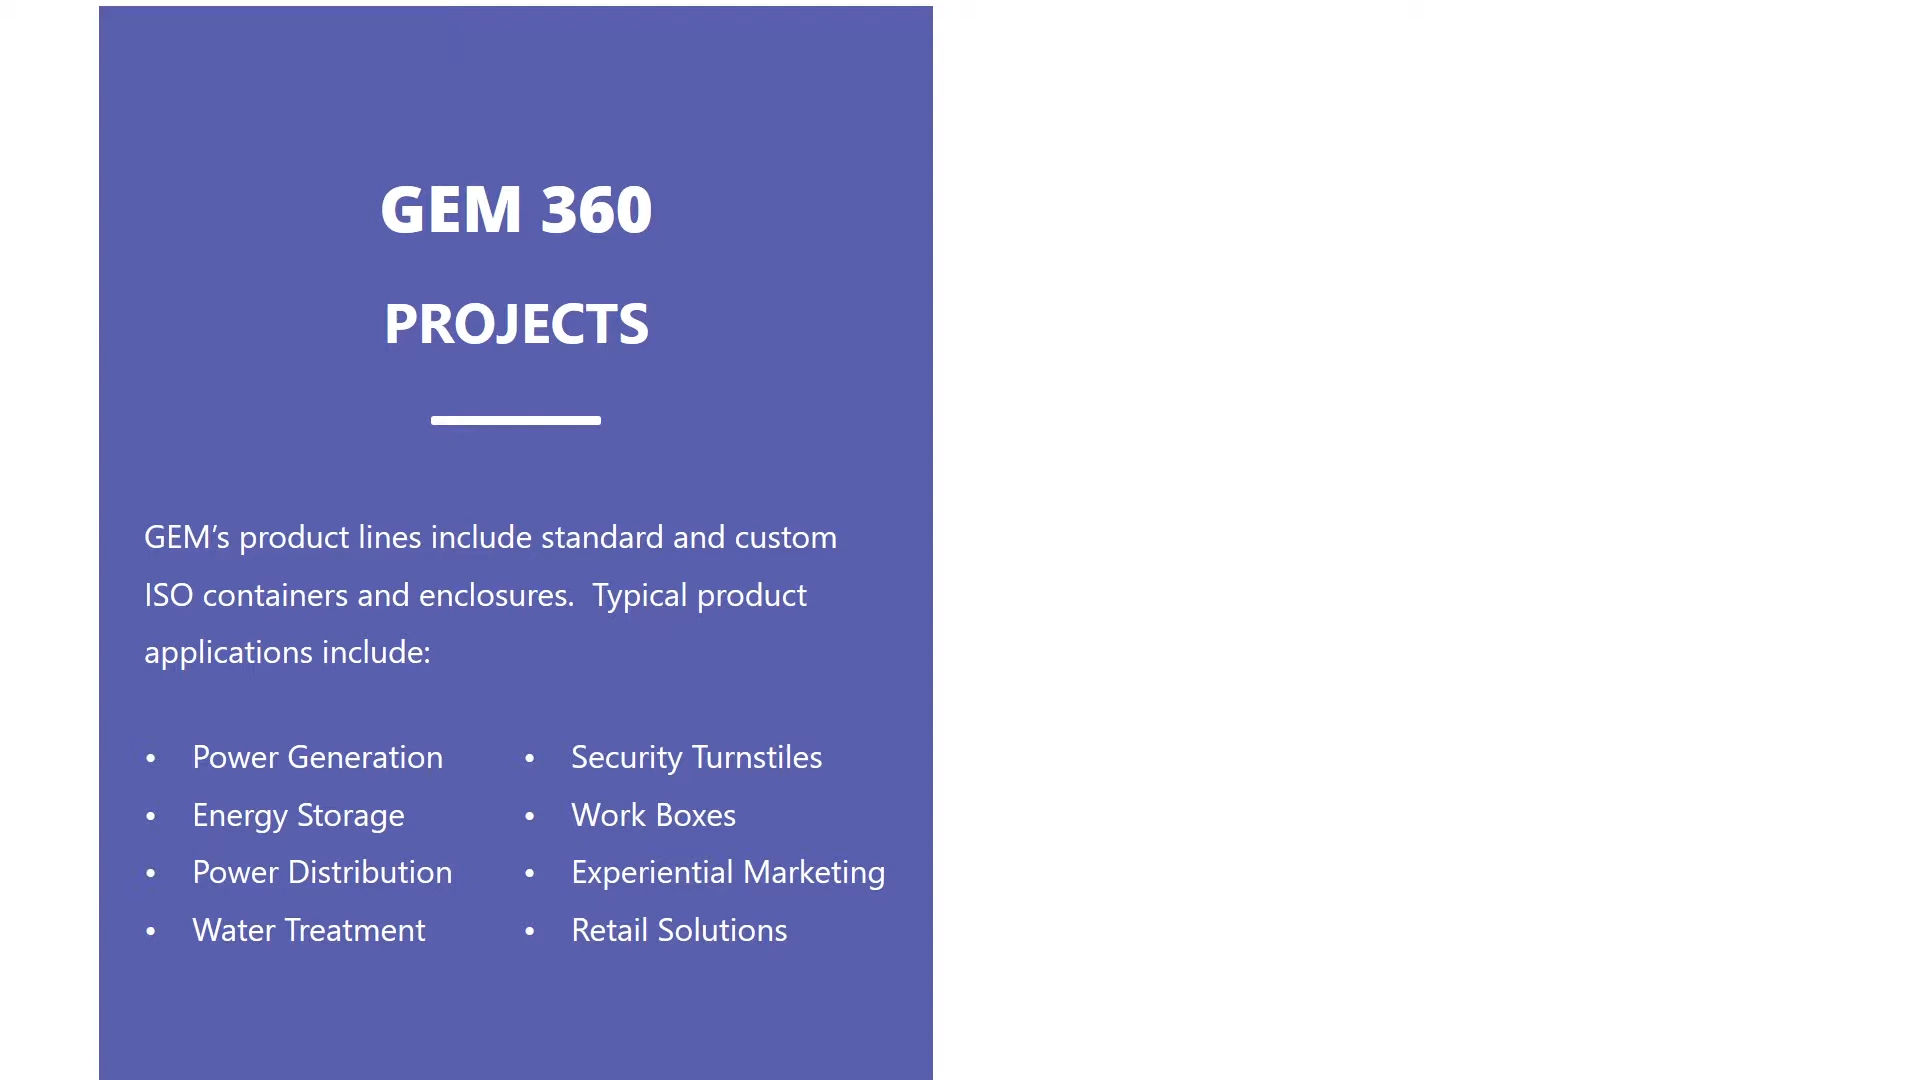 GEM 360
PROJECTS
GEM’s product lines include standard and custom
ISO containers and enclosures.  Typical product
applications include:
• Power Generation
• Energy Storage
• Power Distribution
• Water Treatment
• Security Turnstiles
• Work Boxes
• Experiential Marketing
• Retail Solutions